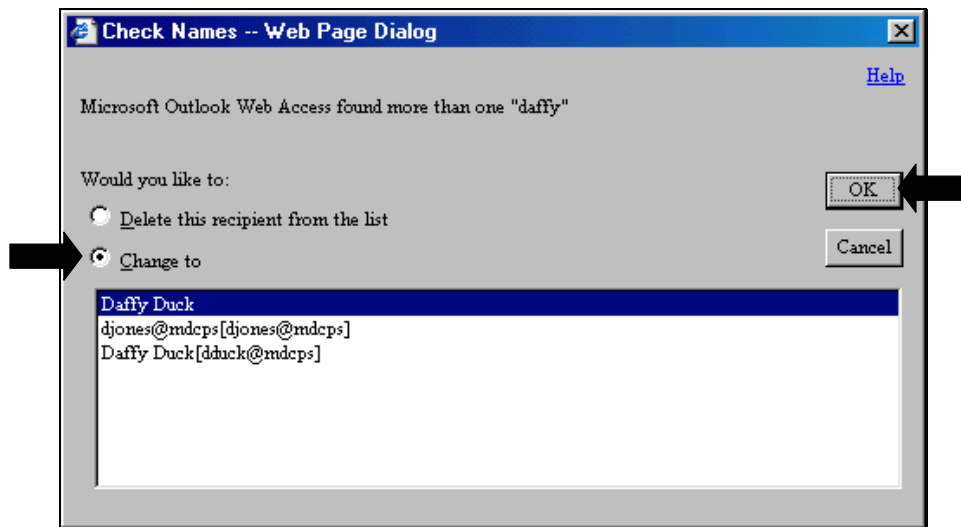 Check Names -- Web Page Dialog
Help
Microsoft Outlook Web Access found more than one "daffy"
Would you like to:
OK
Delete this recipient from the list
Cancel
Change to
Daffy Duck
djones@mdcps[djones@mdcps]
Daffy Duck[dduck@mdcps]